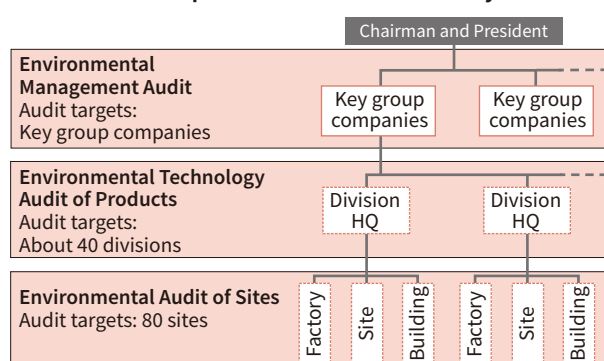 Chairman and President
Environmental
Management Audit
Audit targets:
Key group companies
Key group
companies
Key group
companies
Environmental Technology
Audit of Products
Audit targets:
About 40 divisions
Division
HQ
Division
HQ
Environmental Audit of Sites
Audit targets: 80 sites
Factory
Site
Building
Factory
Site
Building